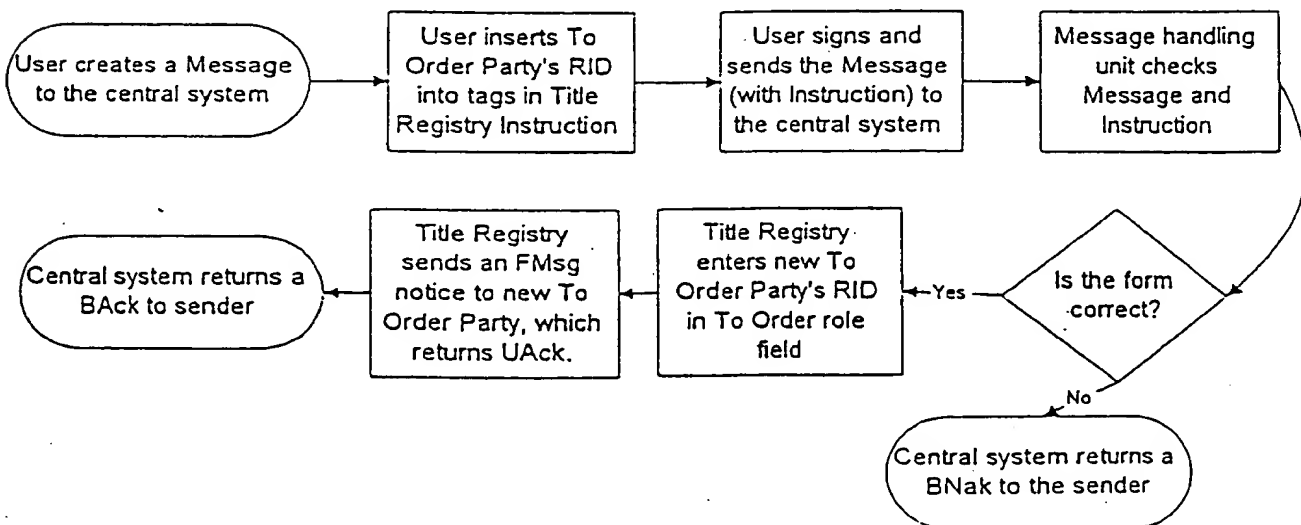 User creates a Message
to the central system
User inserts To
Order Party's RID
into tags in Title
Registry Instruction
User signs and
sends the Message
(with Instruction) to
the central system
Message handling
unit checks
Message and
Instruction
Is the form
correct?
Yes
Title Registry
enters new To
Order Party's RID
in To Order role
field
Title Registry
sends an FMsg
notice to new To
Order Party, which
returns UAck.
Central system returns a
BAck to sender
No
Central system returns a
BNak to the sender